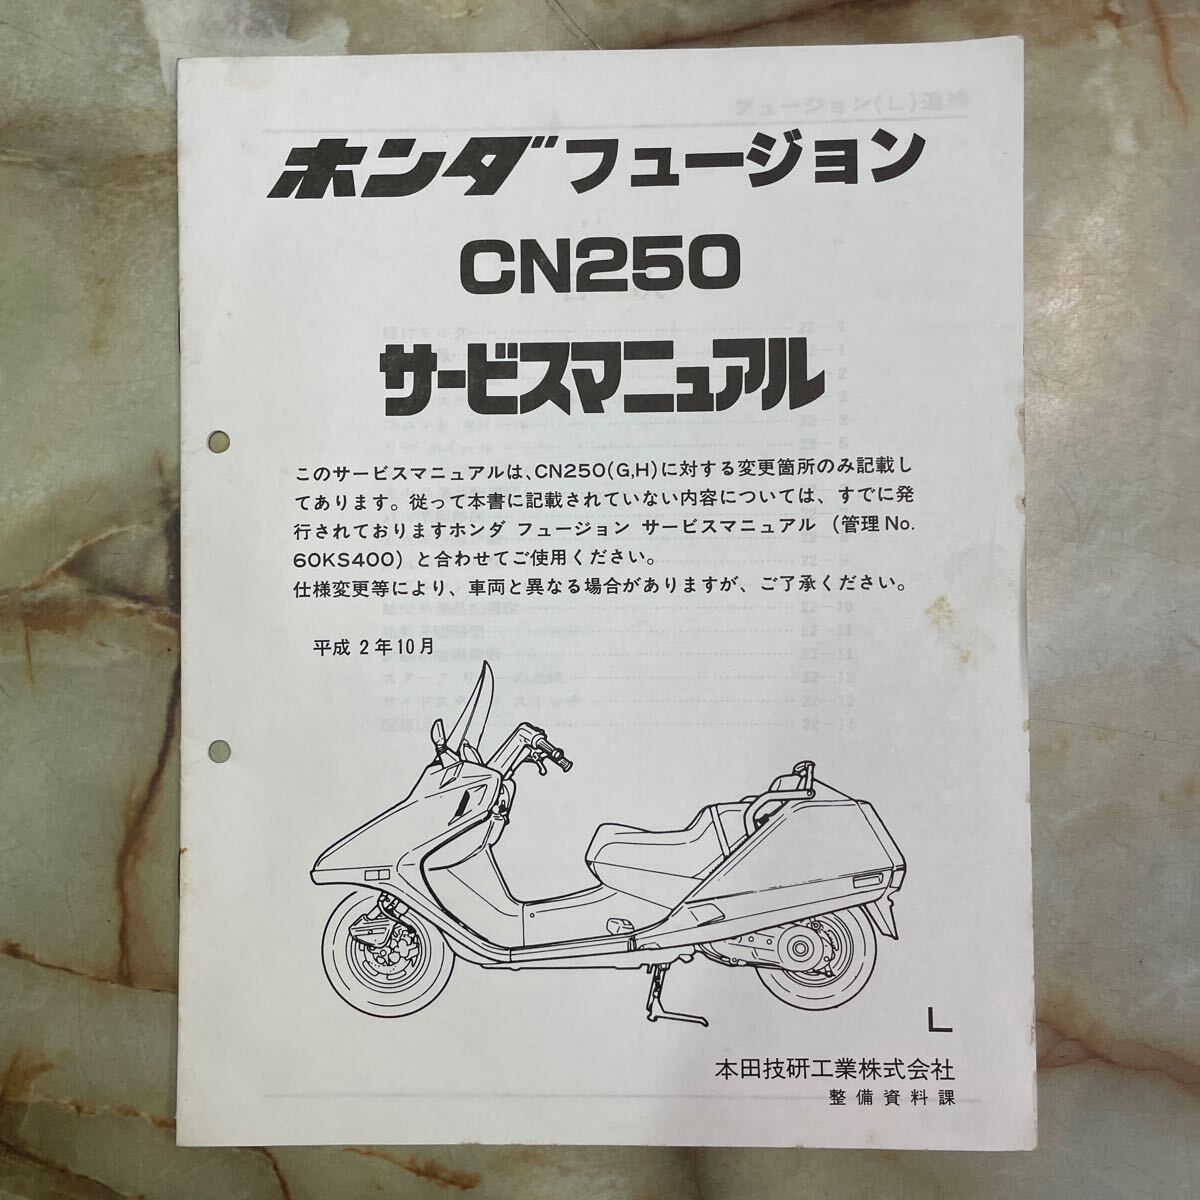 ホンダ フュージョン
CN250
サービスマニュアル
このサービスマニュアルは、CN250(G,H)に対する変更箇所のみ記載し
てあります。従って本書に記載されていない内容については、すでに発
行されておりますホンダ フュージョン サービスマニュアル (管理No.
60KS400) と合わせてご使用ください。
仕様変更等により、車両と異なる場合がありますが、ご了承ください。
平成 2年10月
L
本田技研工業株式会社
整備資料課